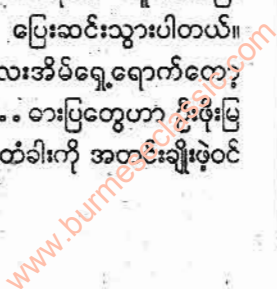 ပြေးဆင်းသွားပါတယ်။
လေးအိမ်ရှေ့ရောက်တော့
.. ဓားပြတွေဟာ ဦးဖိုးမြ
တံခါးကို အတင်းချိုးဖဲ့ဝင်
www.burmeseclassic.com